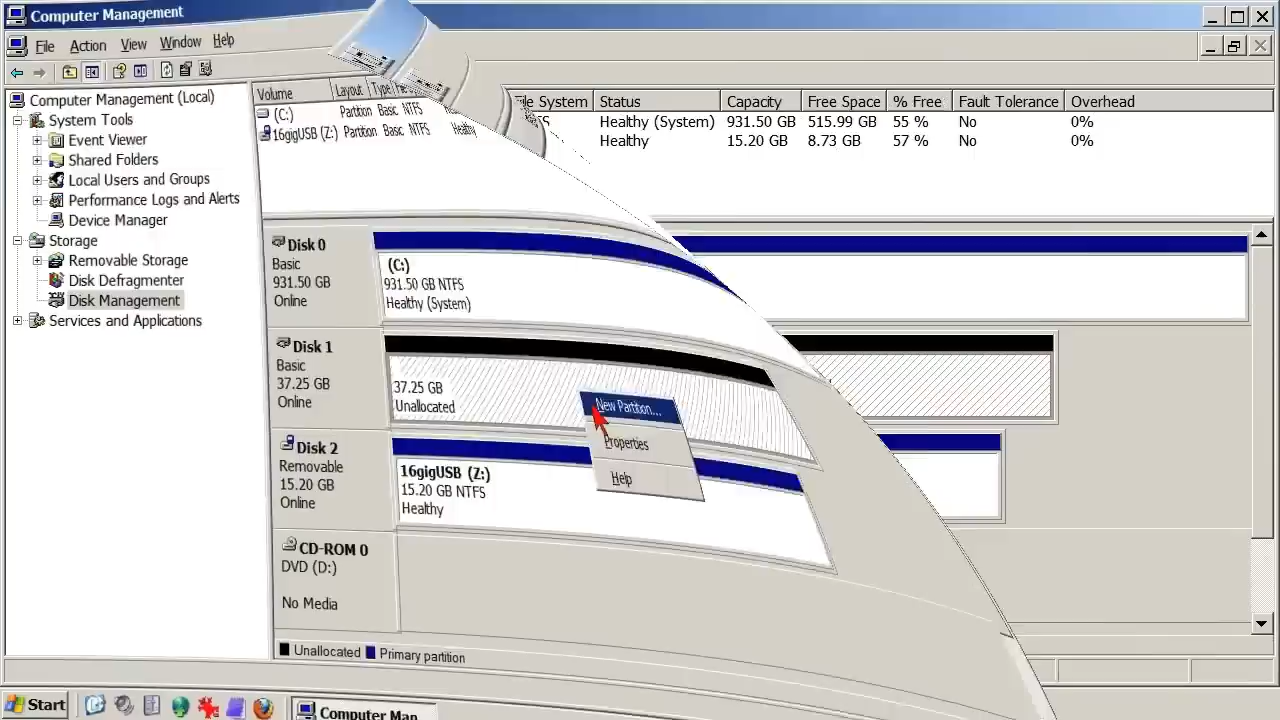 Computer Management
File Action View Window Help
Computer Management (Local)
System Tools
Event Viewer
Shared Folders
Local Users and Groups
Performance Logs and Alerts
Device Manager
Storage
Removable Storage
Disk Defragmenter
Disk Management
Services and Applications
Volume Layout Type
(C:) Partition Basic NTFS
16gigUSB (Z:) Partition Basic NTFS Healthy
System Status Capacity Free Space % Free Fault Tolerance Overhead
Healthy (System) 931.50 GB 515.99 GB 55 % No 0%
Healthy 15.20 GB 8.73 GB 57 % No 0%
Disk 0
Basic
931.50 GB
Online
(C:)
931.50 GB NTFS
Healthy (System)
Disk 1
Basic
37.25 GB
Online
37.25 GB
Unallocated
New Partition...
Properties
Help
Disk 2
Removable
15.20 GB
Online
16gigUSB (Z:)
15.20 GB NTFS
Healthy
CD-ROM 0
DVD (D:)
No Media
Unallocated Primary partition
Start
Computer Man